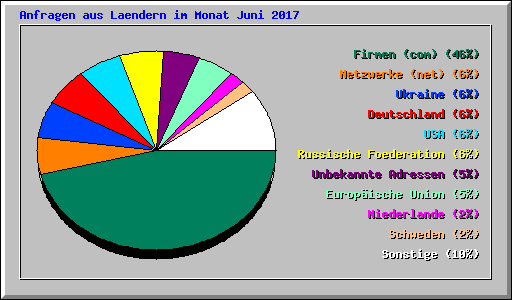 Anfragen aus Laendern im Monat Juni 2017
Firmen (com) (46%)
Netzwerke (net) (6%)
Ukraine (6%)
Deutschland (6%)
USA (6%)
Russische Foederation (6%)
Unbekannte Adressen (5%)
Europäische Union (5%)
Niederlande (2%)
Schweden (2%)
Sonstige (10%)